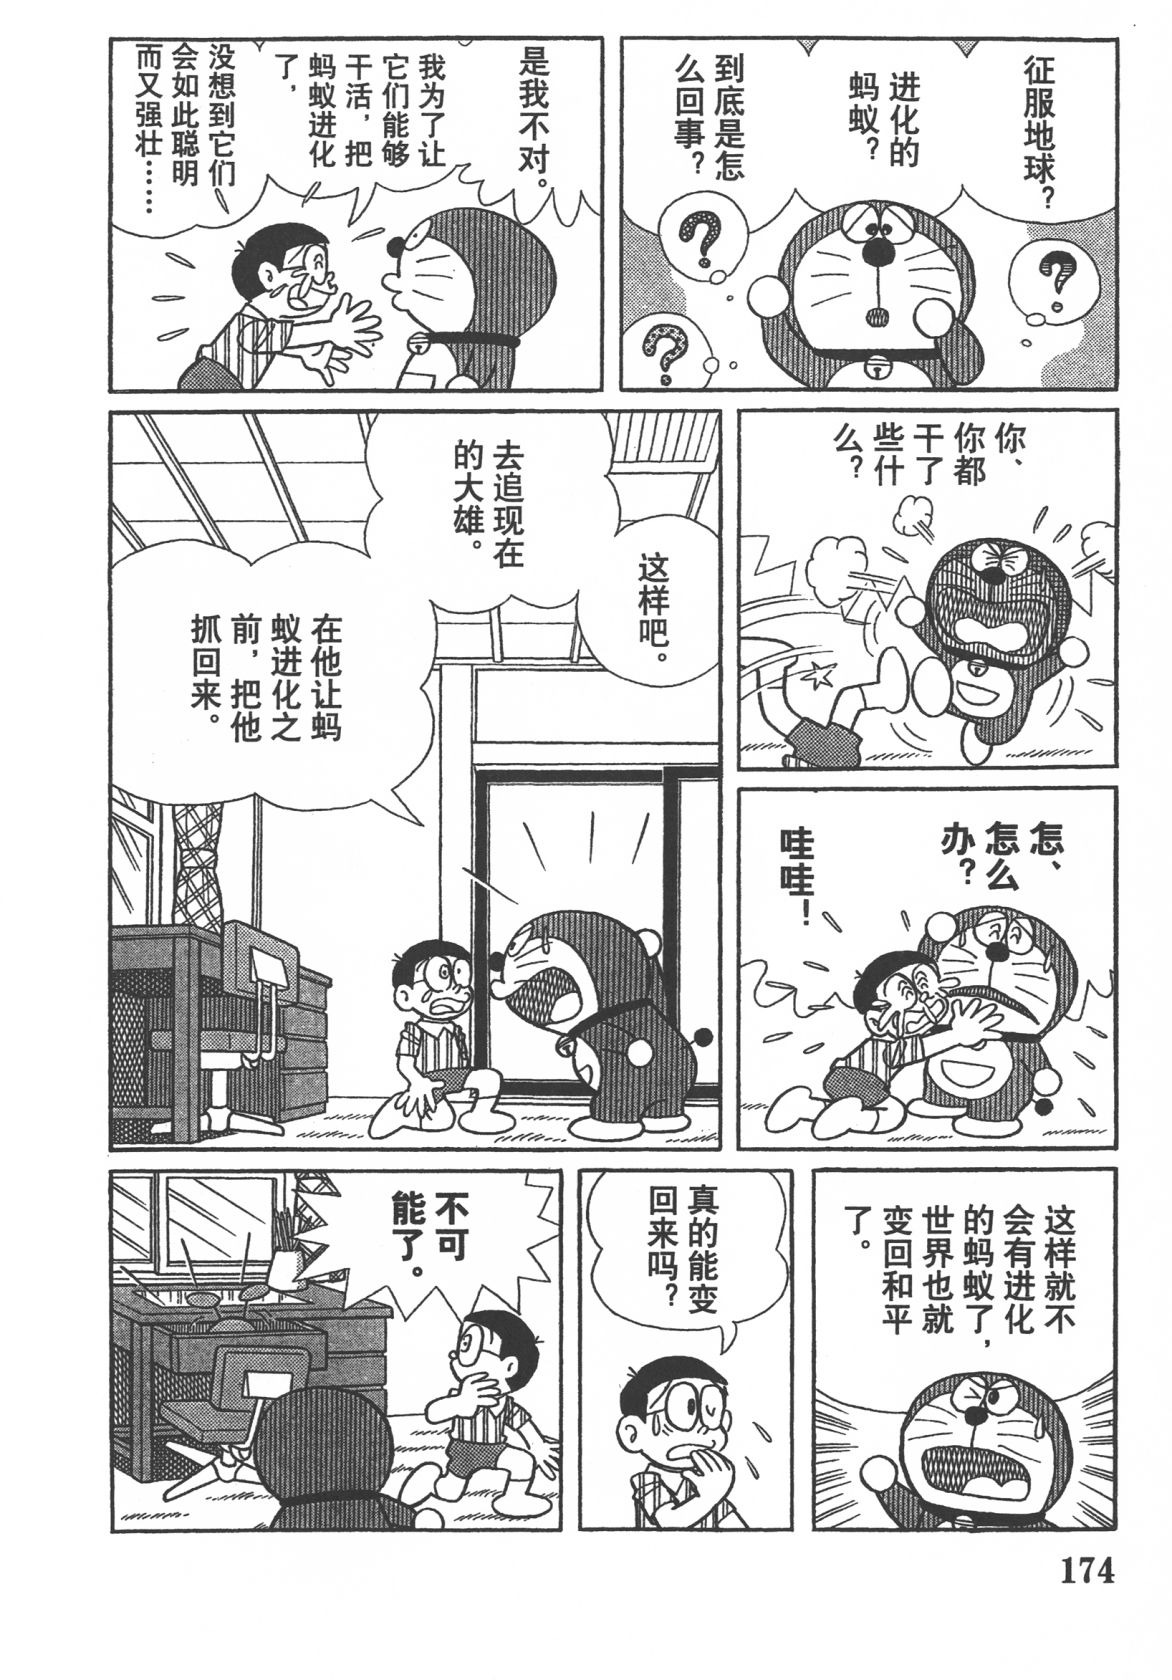 征服地球?
进化的
蚂蚁?
到底是怎
么回事?
是我不对。
我为了让
它们能够
干活，把
蚂蚁进化
了，
没想到它们
会如此聪明
而又强壮……
你、
你都
干了
些什
么?
怎、
怎么
办?
哇哇!
这样吧。
去追现在
的大雄。
在他让蚂
蚁进化之
前，把他
抓回来。
这样就不
会有进化
的蚂蚁了，
世界也就
变回和平
了。
真的能变
回来吗?
不可
能了。
174